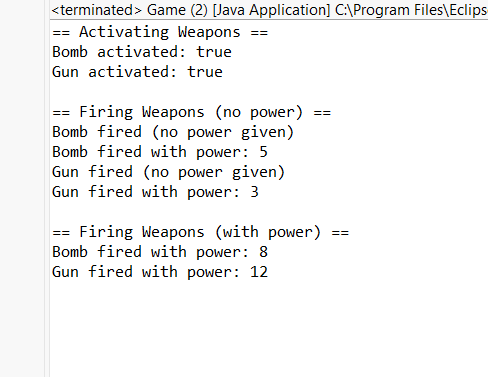 <terminated> Game (2) [Java Application] C:\Program Files\Eclips
== Activating Weapons ==
Bomb activated: true
Gun activated: true
== Firing Weapons (no power) ==
Bomb fired (no power given)
Bomb fired with power: 5
Gun fired (no power given)
Gun fired with power: 3
== Firing Weapons (with power) ==
Bomb fired with power: 8
Gun fired with power: 12